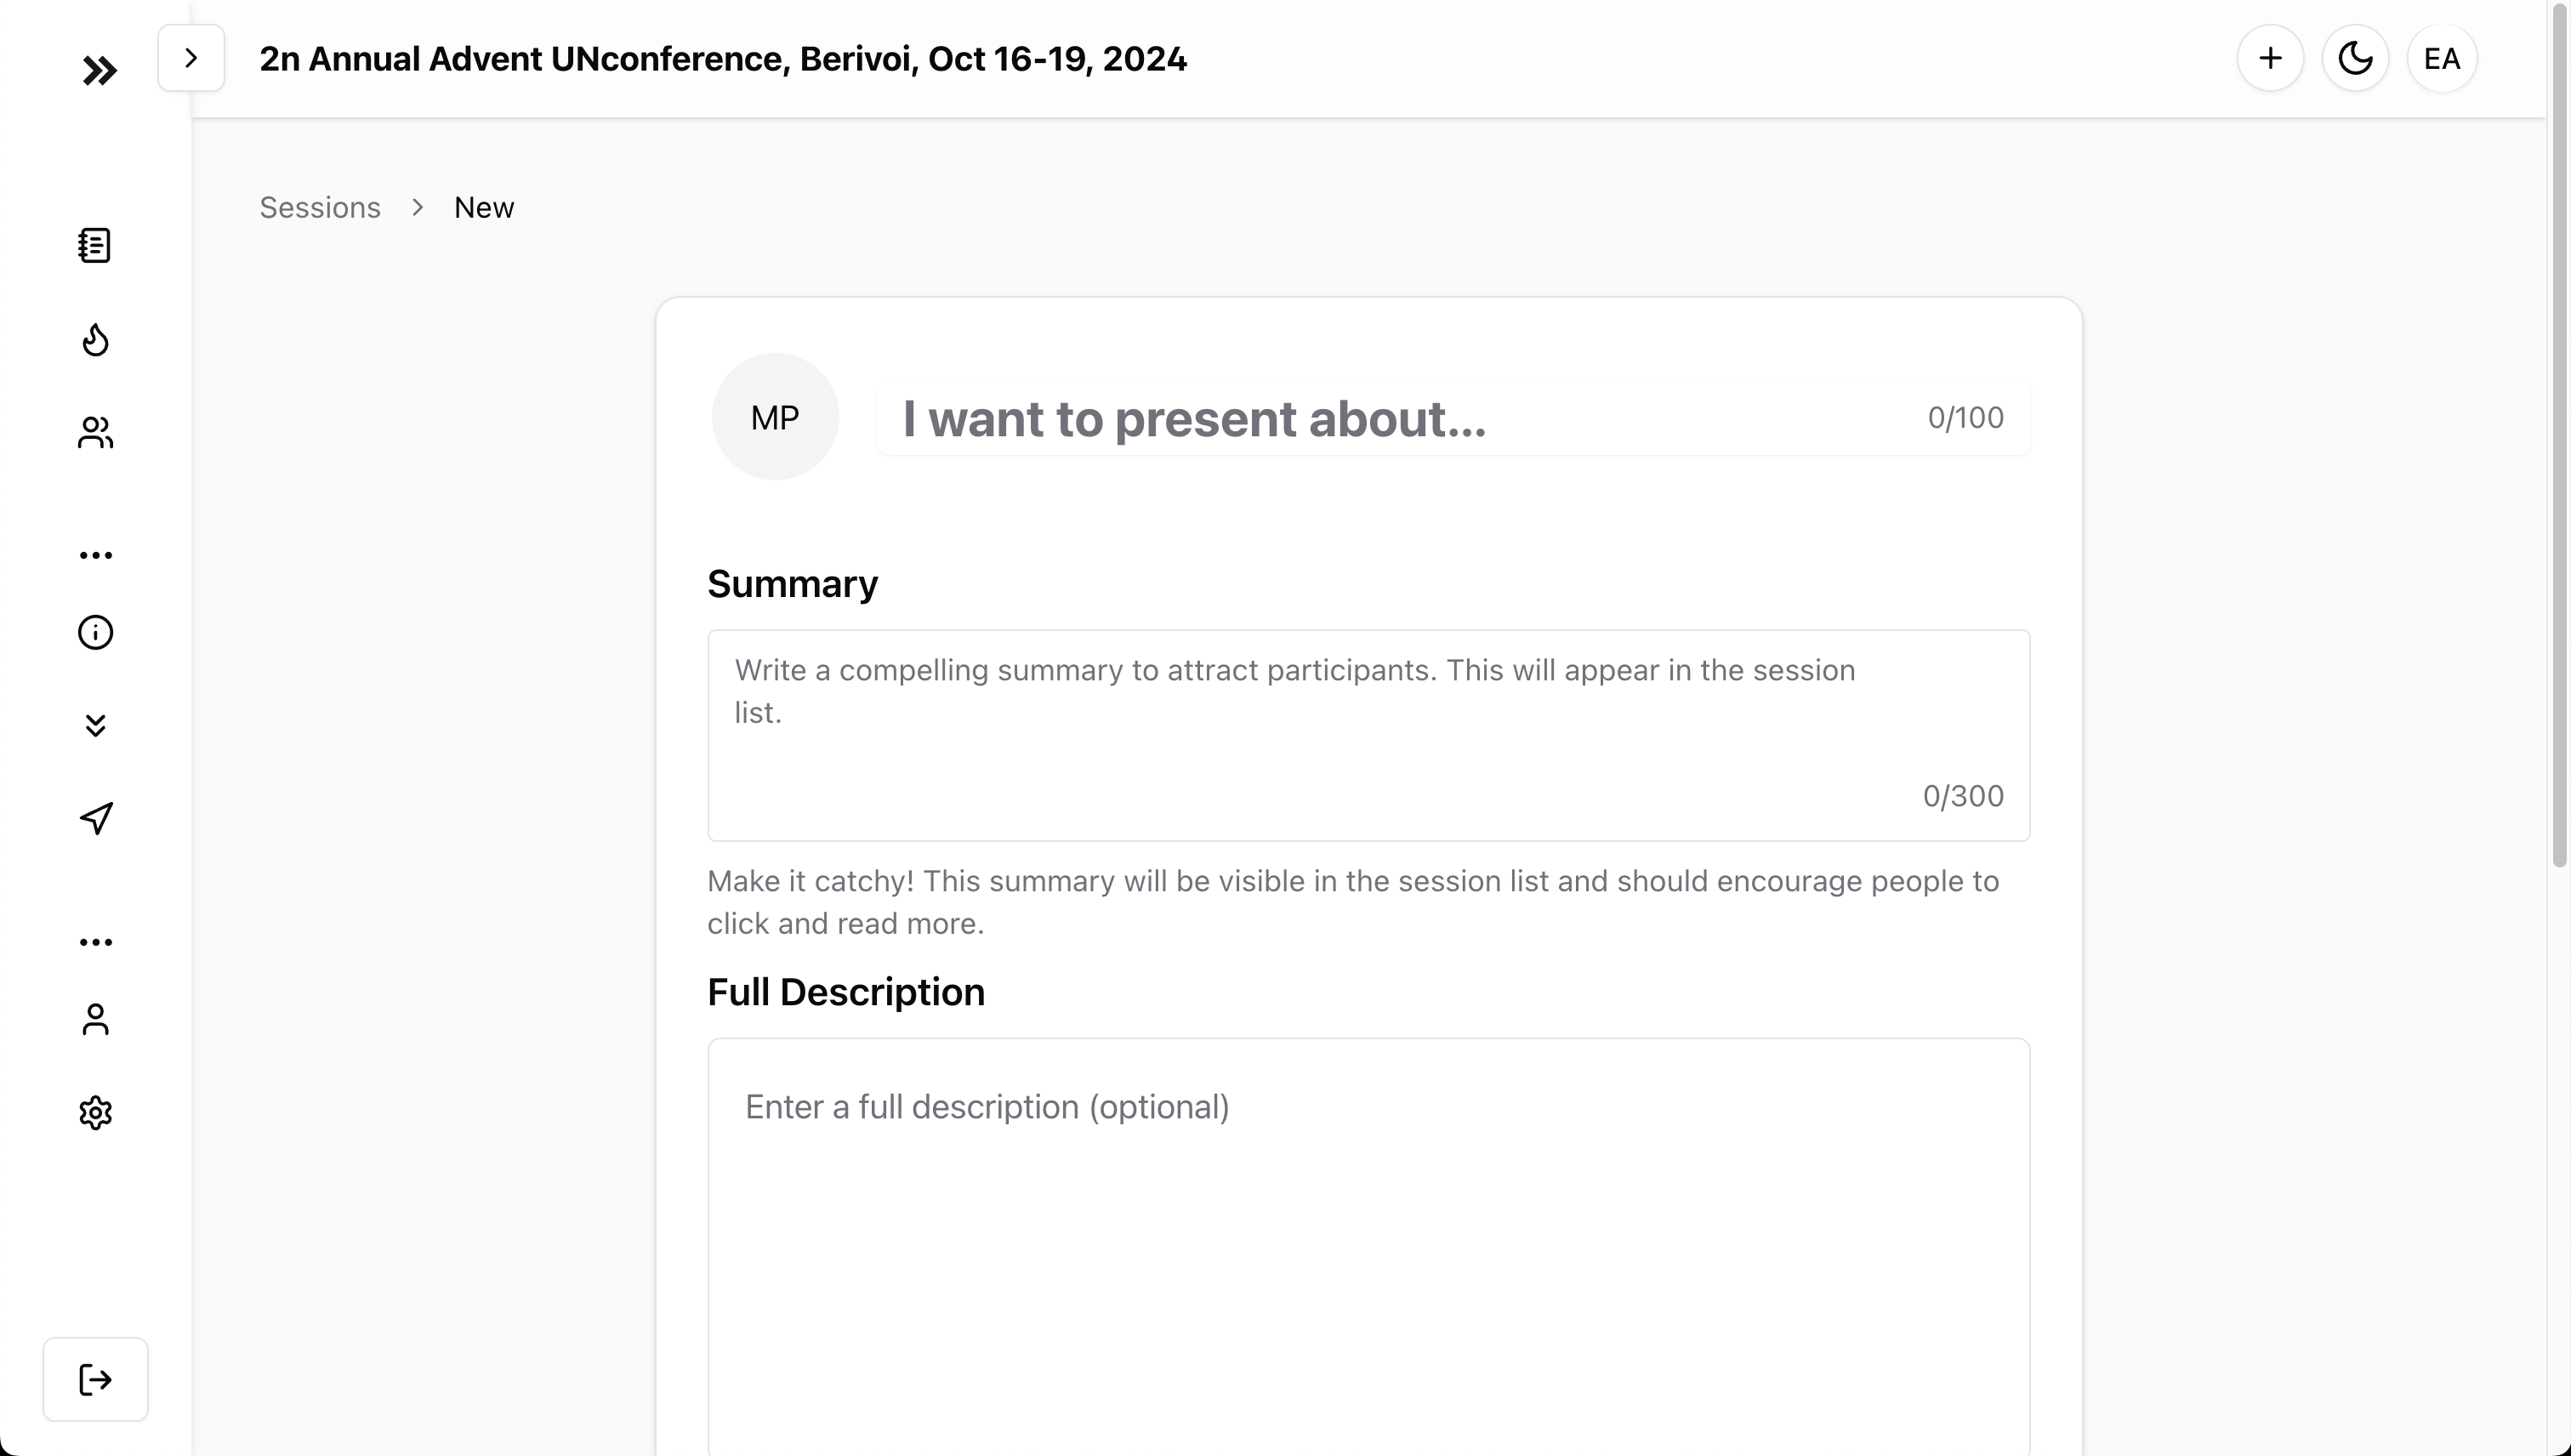 2n Annual Advent UNconference, Berivoi, Oct 16-19, 2024
EA
Sessions
New
MP
I want to present about...
0/100
Summary
Write a compelling summary to attract participants. This will appear in the session
list.
0/300
Make it catchy! This summary will be visible in the session list and should encourage people to
click and read more.
Full Description
Enter a full description (optional)